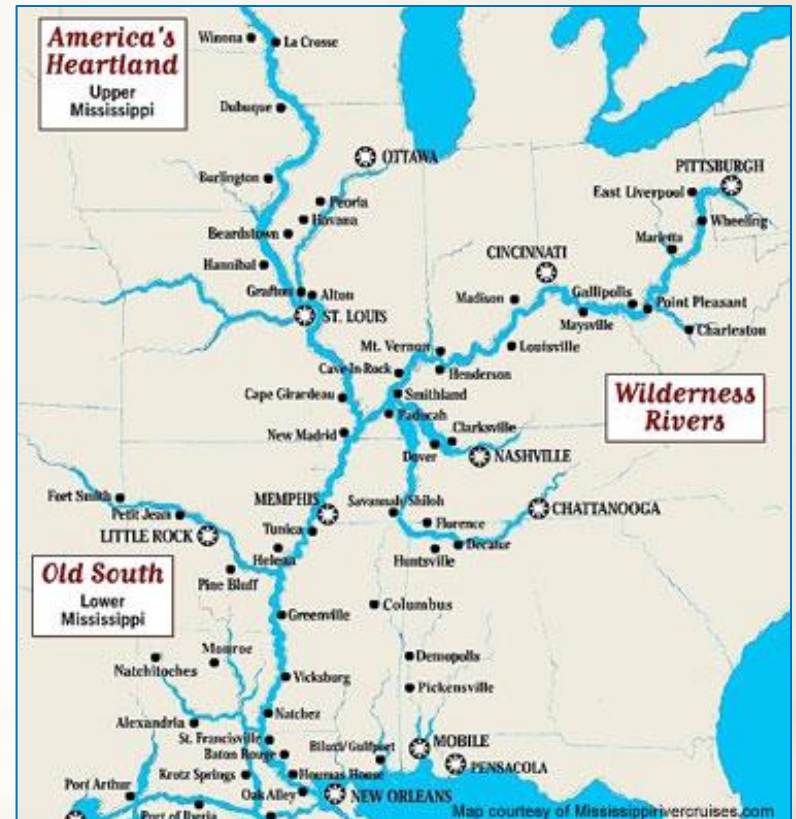 America's
Heartland
Upper
Mississippi
Winona
La Crosse
Dubuque
OTTAWA
Burlington
PITTSBURGH
East Liverpool
Peoria
Havana
Wheeling
Beardstown
Marietta
CINCINNATI
Hannibal
Grafton
Alton
Madison
Gallipolis
Point Pleasant
ST. LOUIS
Maysville
Charleston
Mt. Vernon
Louisville
Cave-In-Rock
Henderson
Wilderness
Rivers
Cape Girardeau
Smithland
Paducah
Clarksville
New Madrid
Dover
NASHVILLE
Fort Smith
MEMPHIS
Savannah/Shiloh
CHATTANOOGA
Petit Jean
Tunica
Florence
LITTLE ROCK
Decatur
Helena
Huntsville
Old South
Lower
Mississippi
Pine Bluff
Columbus
Greenville
Monroe
Demopolis
Natchitoches
Vicksburg
Pickensville
Natchez
Alexandria
St. Francisville
MOBILE
Baton Rouge
Biloxi/Gulfport
PENSACOLA
Krotz Springs
Houmas House
Port Arthur
Oak Alley
NEW ORLEANS
Port of Iberia
Map courtesy of Mississippirivercruises.com